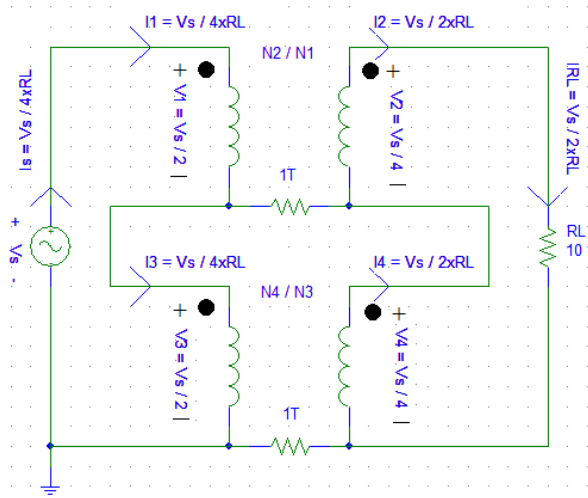 I1 = Vs / 4xRL
N2 / N1
I2 = Vs / 2xRL
Is = Vs / 4xRL
+
V1 = Vs / 2
|
+
V2 = Vs / 4
|
IRL = Vs / 2xRL
1T
+
Vs
-
I3 = Vs / 4xRL
N4 / N3
I4 = Vs / 2xRL
RL
10
+
V3 = Vs / 2
|
+
V4 = Vs / 4
|
1T